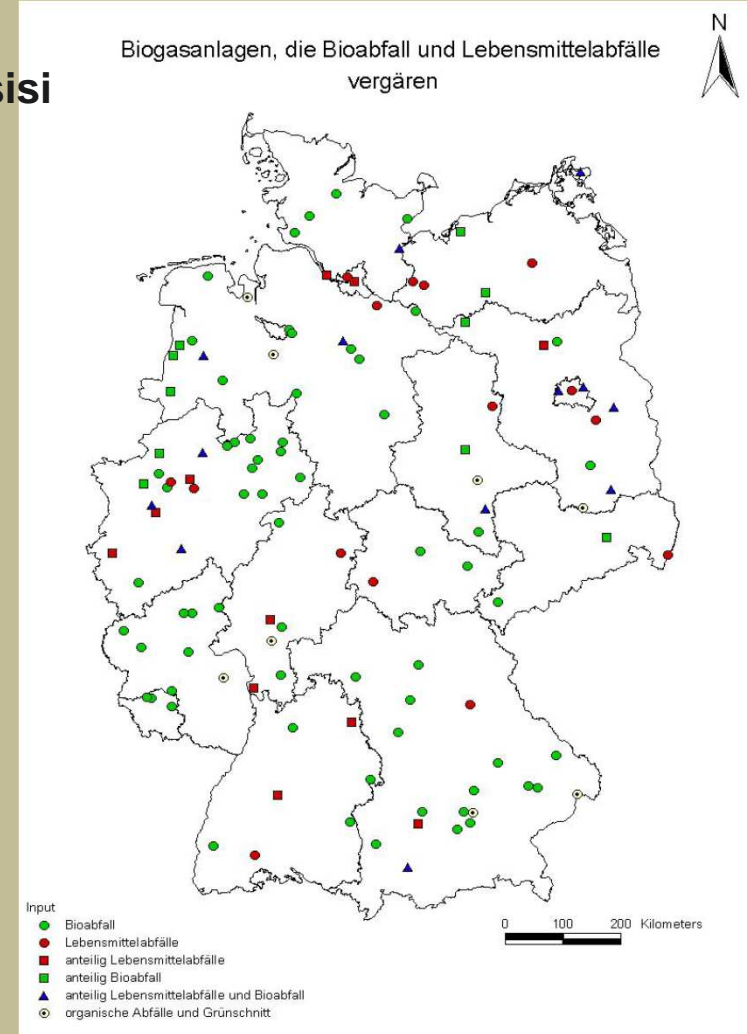 N
Biogasanlagen, die Bioabfall und Lebensmittelabfälle
vergären
isi
Input
Bioabfall
Lebensmittelabfälle
anteilig Lebensmittelabfälle
anteilig Bioabfall
anteilig Lebensmittelabfälle und Bioabfall
organische Abfälle und Grünschnitt
0 100 200 Kilometers